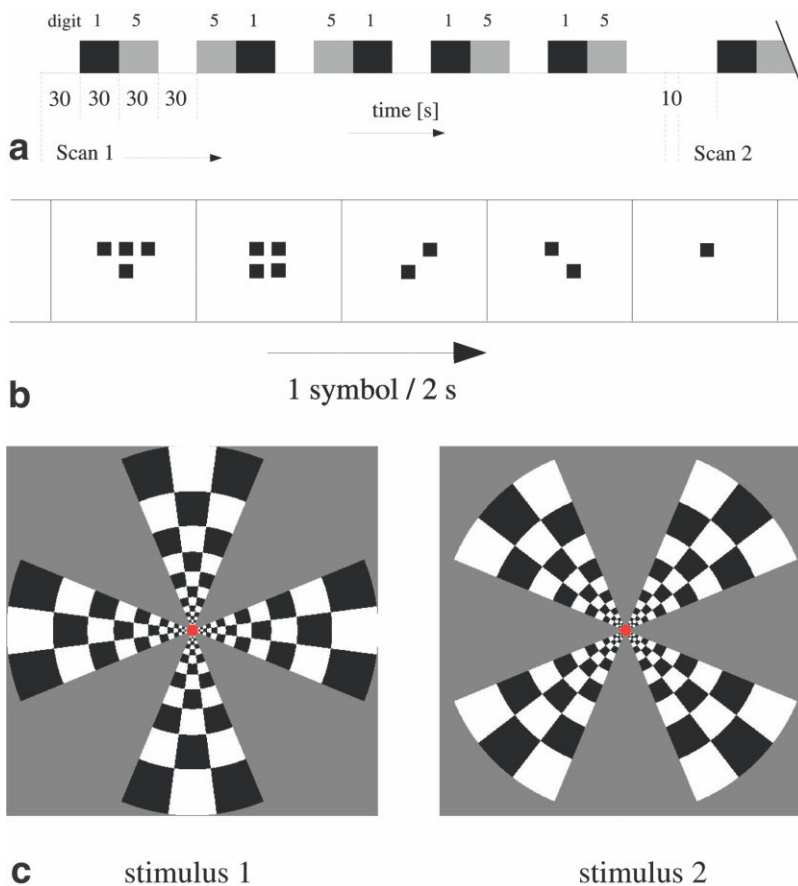 digit 1 5 5 1 5 1 1 5 1 5
30 30 30 30 10
time [s]
a
Scan 1 Scan 2
1 symbol / 2 s
b
c stimulus 1 stimulus 2